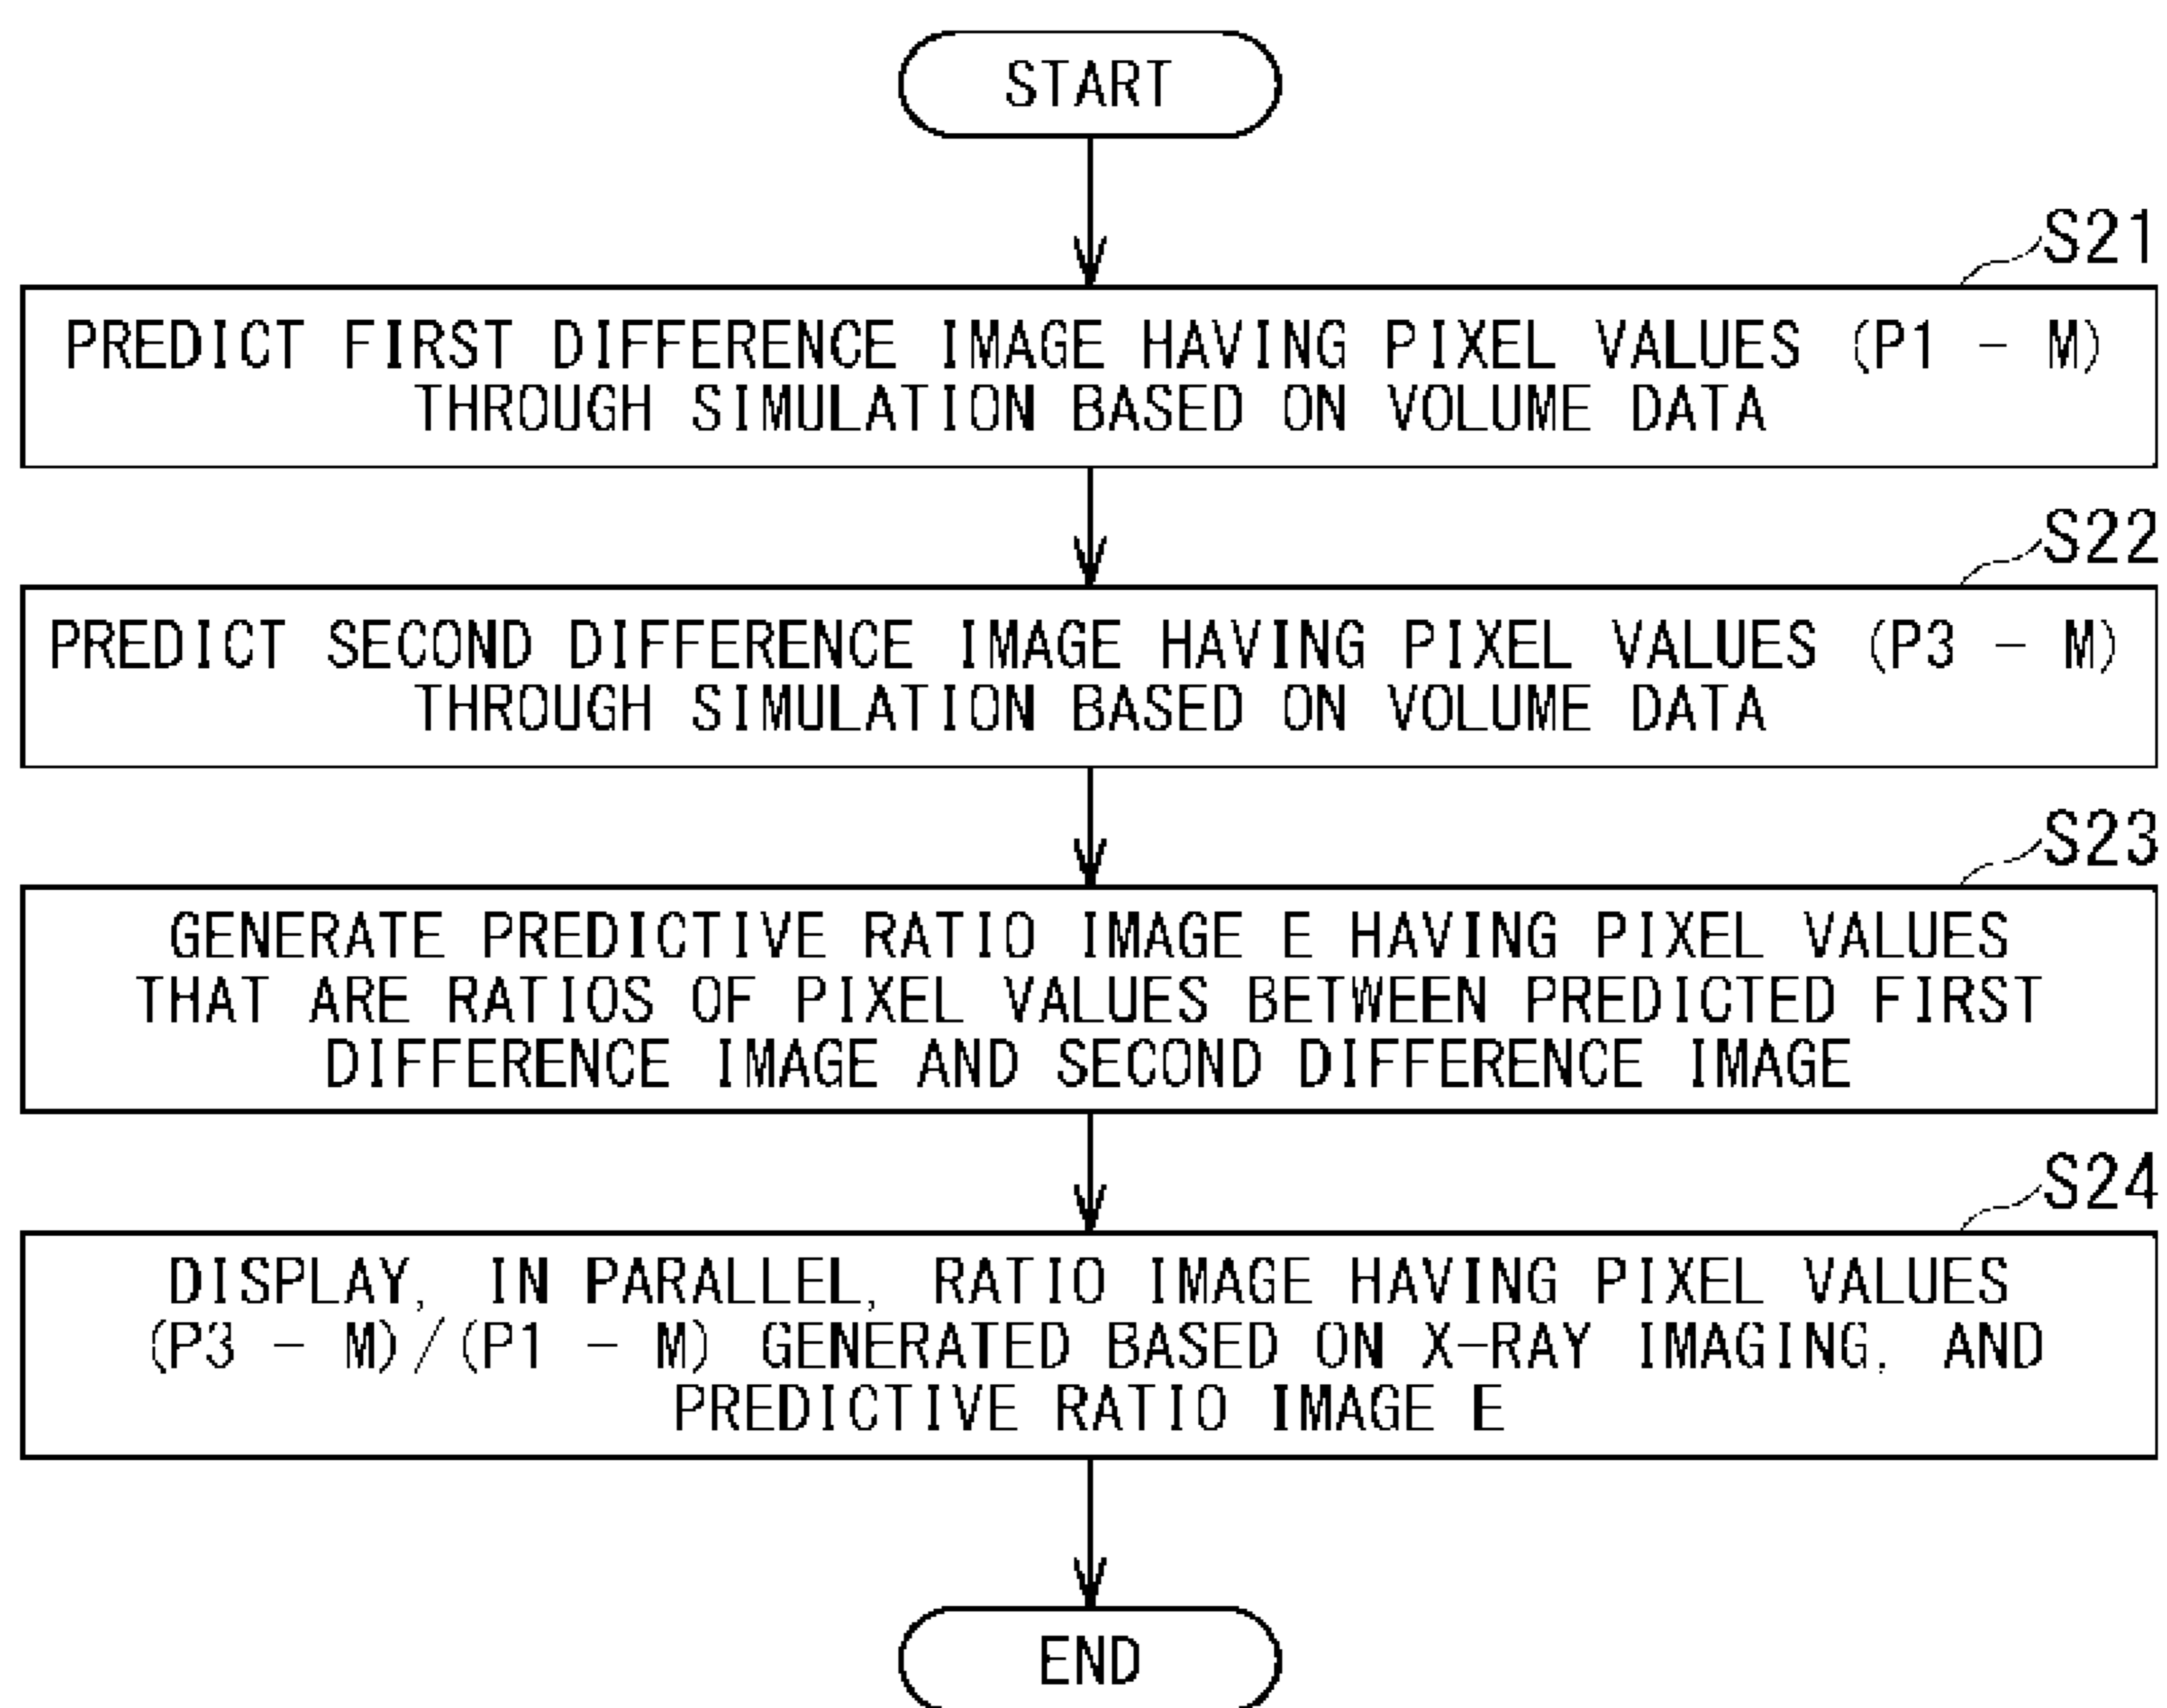 START
S21
PREDICT FIRST DIFFERENCE IMAGE HAVING PIXEL VALUES (P1 - M)
THROUGH SIMULATION BASED ON VOLUME DATA
S22
PREDICT SECOND DIFFERENCE IMAGE HAVING PIXEL VALUES (P3 - M)
THROUGH SIMULATION BASED ON VOLUME DATA
S23
GENERATE PREDICTIVE RATIO IMAGE E HAVING PIXEL VALUES
THAT ARE RATIOS OF PIXEL VALUES BETWEEN PREDICTED FIRST
DIFFERENCE IMAGE AND SECOND DIFFERENCE IMAGE
S24
DISPLAY, IN PARALLEL, RATIO IMAGE HAVING PIXEL VALUES
(P3 - M)/(P1 - M) GENERATED BASED ON X-RAY IMAGING, AND
PREDICTIVE RATIO IMAGE E
END